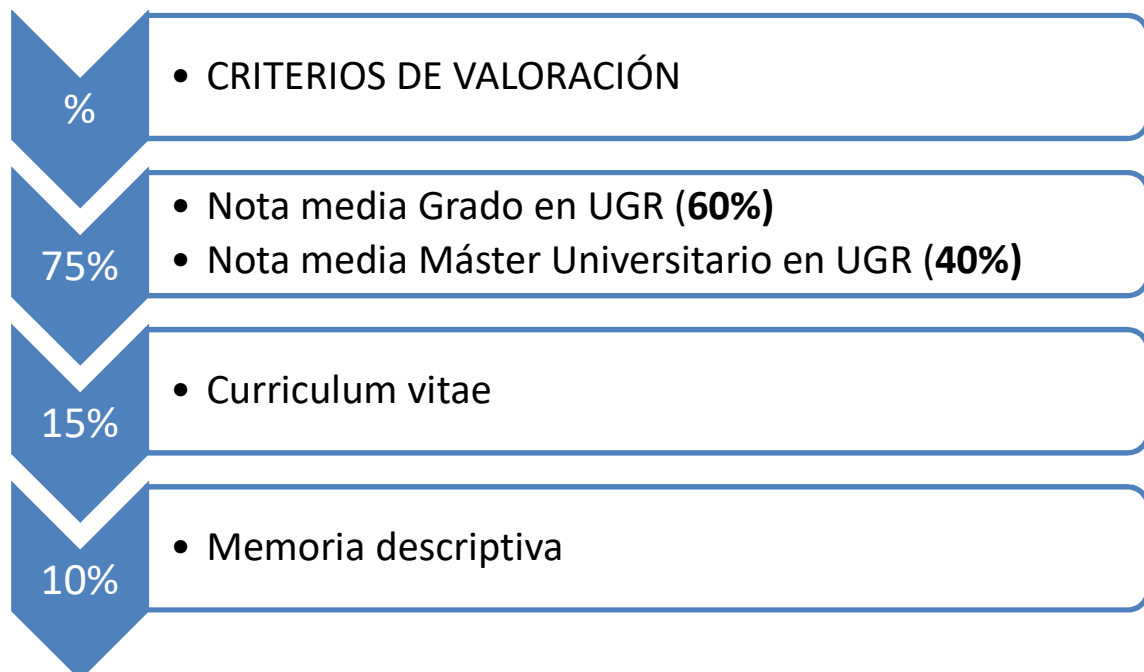 %
• CRITERIOS DE VALORACIÓN
75%
• Nota media Grado en UGR (60%)
• Nota media Máster Universitario en UGR (40%)
15%
• Curriculum vitae
10%
• Memoria descriptiva